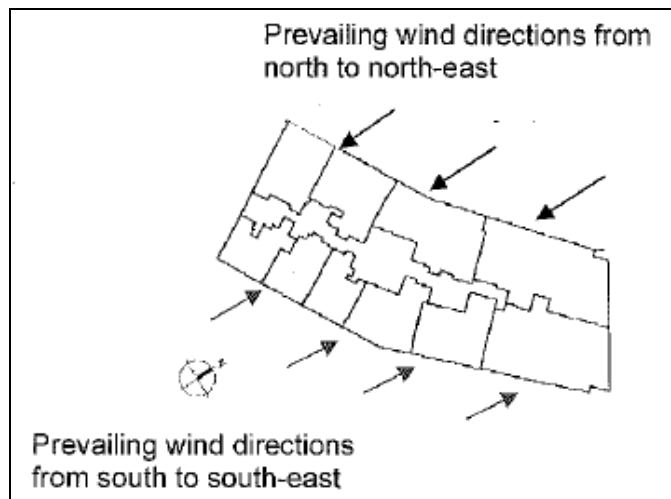 Prevailing wind directions from
north to north-east
Prevailing wind directions
from south to south-east